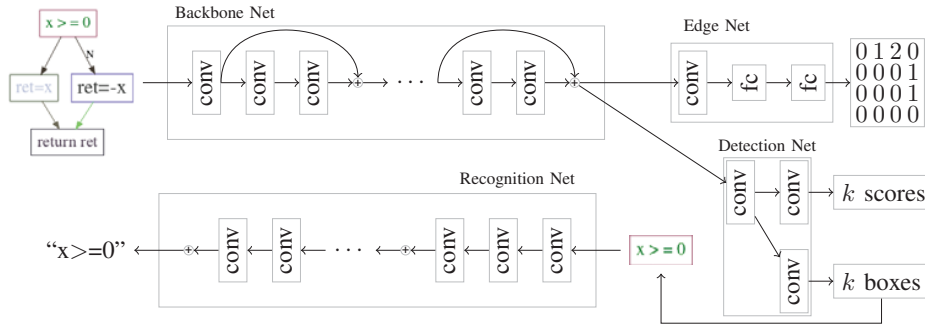 x >= 0
N
ret=x
ret=-x
return ret
Backbone Net
conv
conv
conv
· · ·
conv
conv
Edge Net
conv
fc
fc
0 1 2 0
0 0 0 1
0 0 0 1
0 0 0 0
Detection Net
conv
conv
k scores
conv
k boxes
Recognition Net
“x>=0”
conv
conv
· · ·
conv
conv
conv
x >= 0